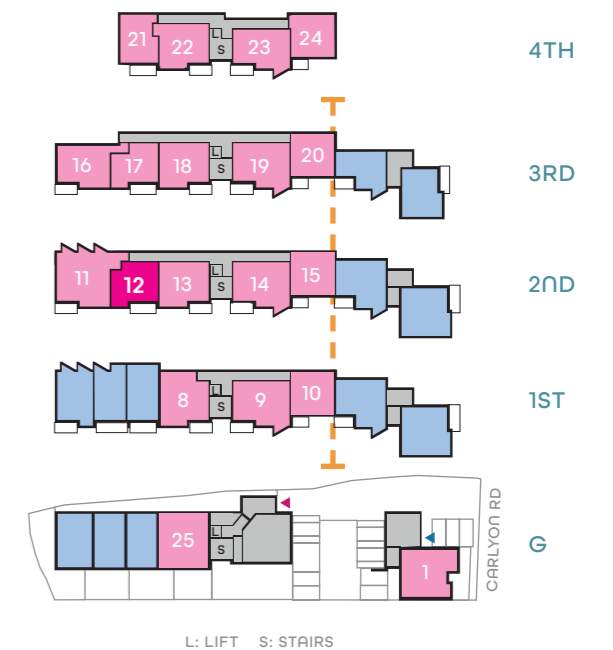 21 22 L S 23 24 4TH
16 17 18 L S 19 20 3RD
11 12 13 L S 14 15 2ND
8 L S 9 10 1ST
25 L S 1 G
CARLYON RD
L: LIFT S: STAIRS